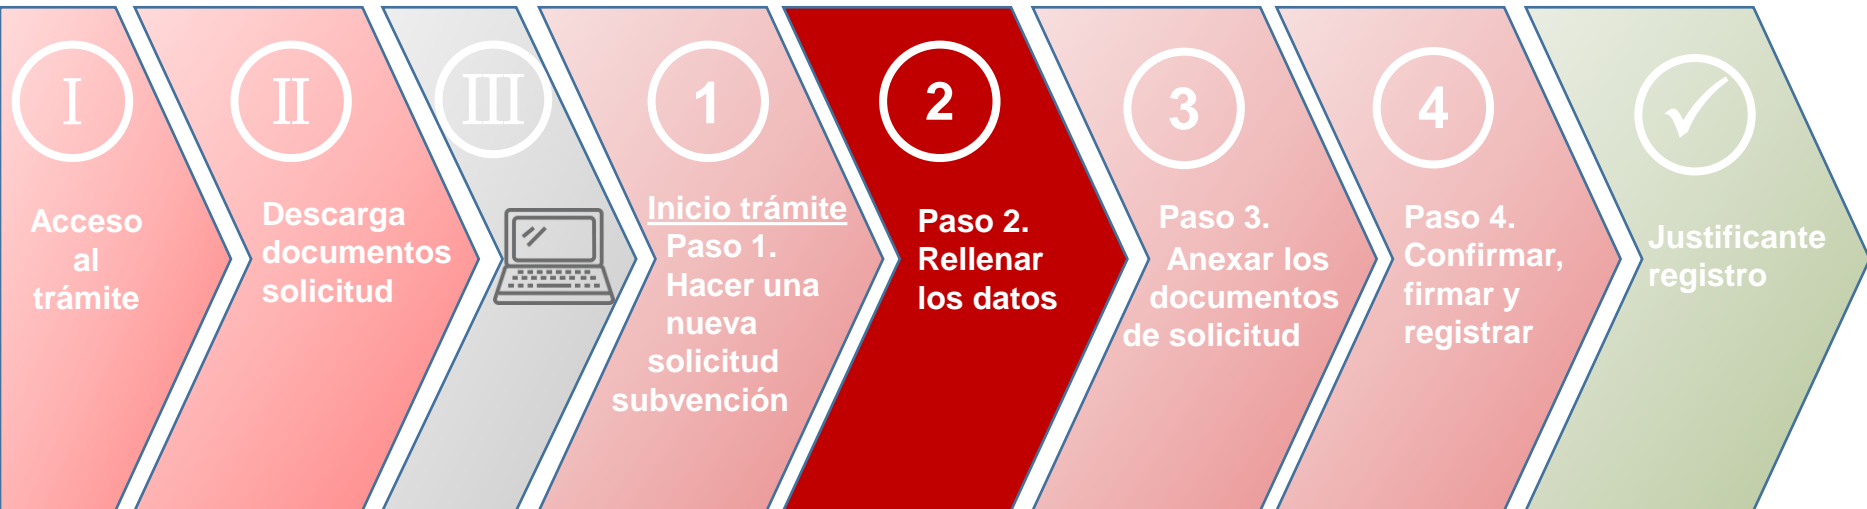 I
Acceso
al
trámite
II
Descarga
documentos
solicitud
III
1
Inicio trámite
Paso 1.
Hacer una
nueva
solicitud
subvención
2
Paso 2.
Rellenar
los datos
3
Paso 3.
Anexar los
documentos
de solicitud
4
Paso 4.
Confirmar,
firmar y
registrar
✓
Justificante
registro